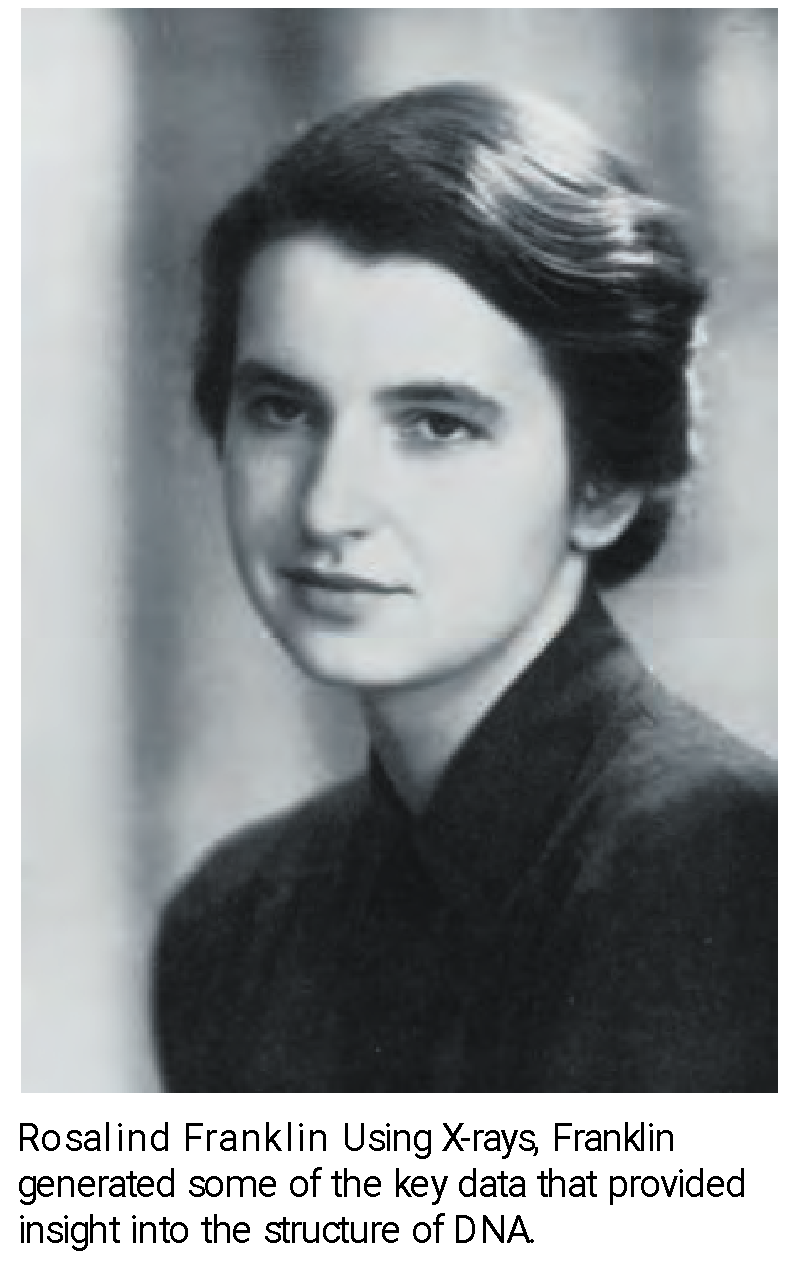 Rosalind Franklin Using X-rays, Franklin
generated some of the key data that provided
insight into the structure of DNA.